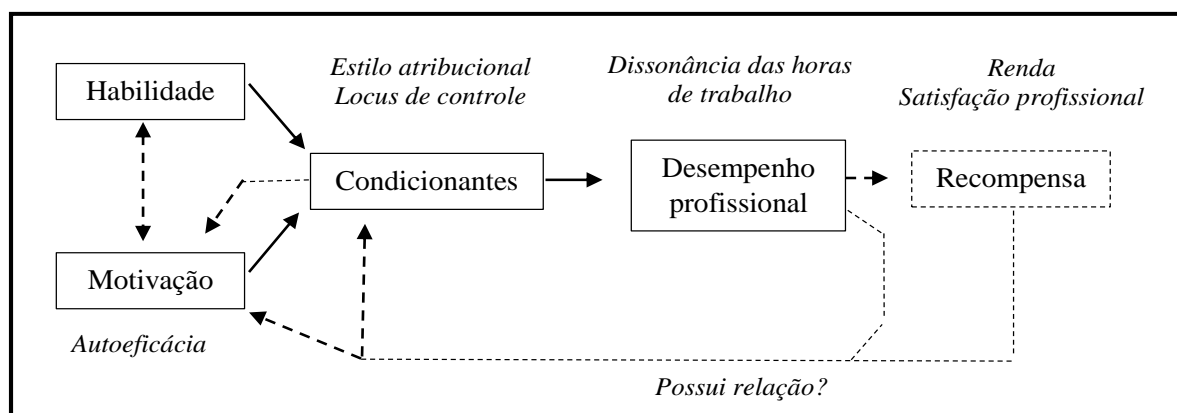 Estilo atribucional
Locus de controle
Dissonância das horas
de trabalho
Renda
Satisfação profissional
Habilidade
Condicionantes
Desempenho
profissional
Recompensa
Motivação
Autoeficácia
Possui relação?